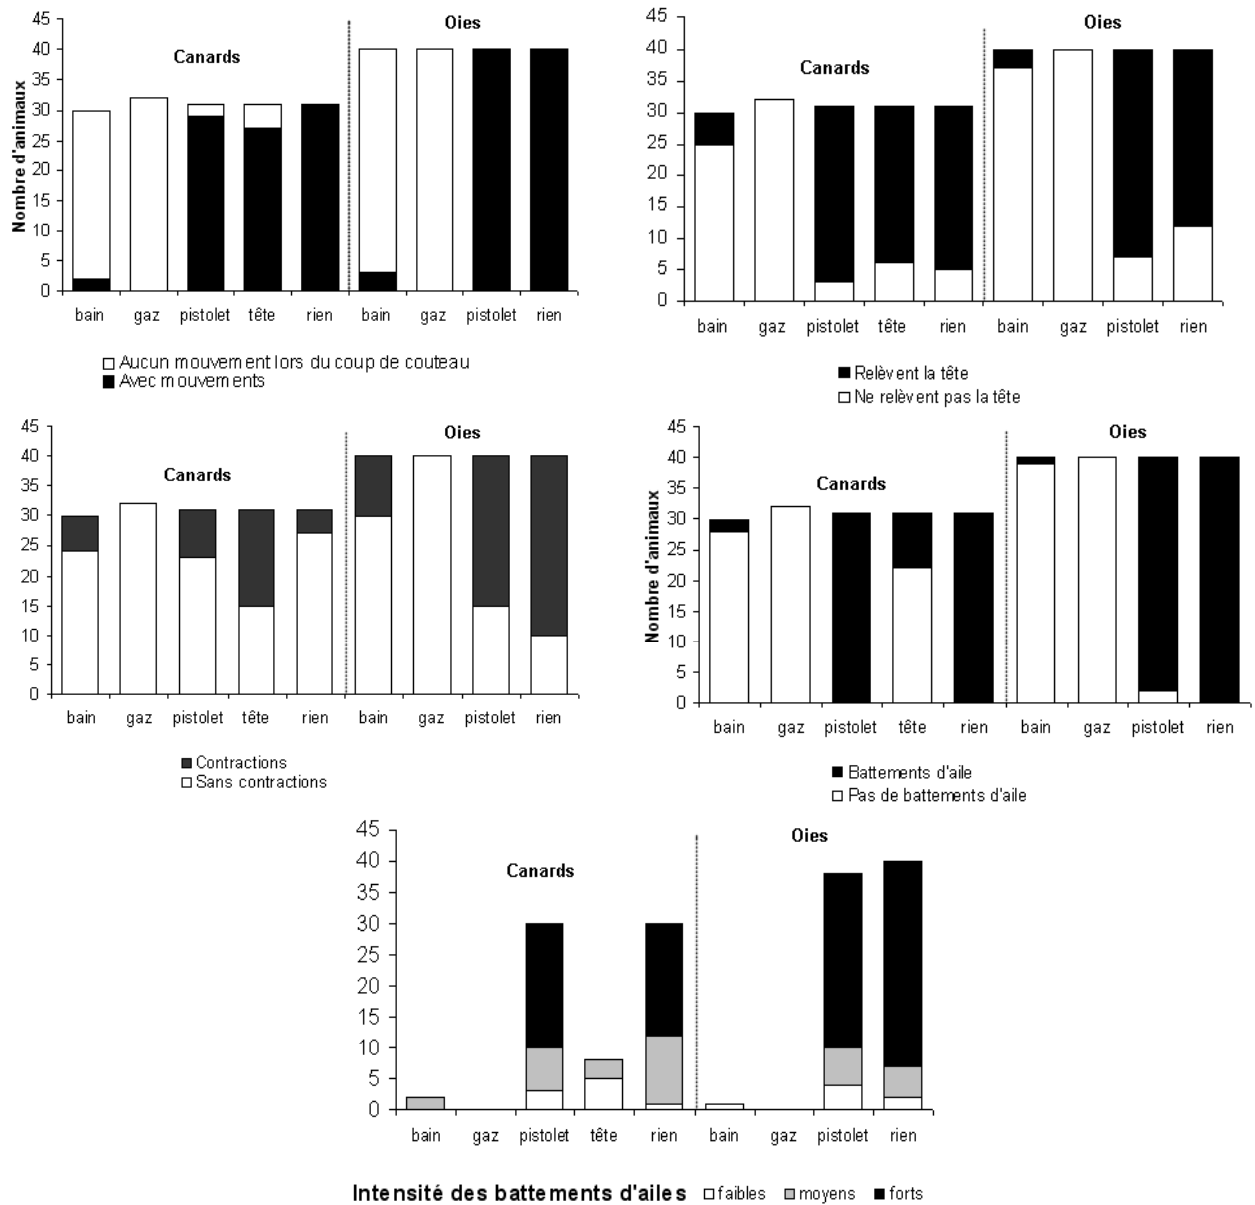 45
40
35
30
25
20
15
10
5
0
Nombre d'animaux
Canards
Oies
bain gaz pistolet tête rien bain gaz pistolet rien
Aucun mouvement lors du coup de couteau
Avec mouvements
45
40
35
30
25
20
15
10
5
0
Canards
Oies
bain gaz pistolet tête rien bain gaz pistolet rien
Relèvent la tête
Ne relèvent pas la tête
45
40
35
30
25
20
15
10
5
0
Canards
Oies
bain gaz pistolet tête rien bain gaz pistolet rien
Contractions
Sans contractions
45
40
35
30
25
20
15
10
5
0
Nombre d'animaux
Canards
Oies
bain gaz pistolet tête rien bain gaz pistolet rien
Battements d'aile
Pas de battements d'aile
45
40
35
30
25
20
15
10
5
0
Canards
Oies
bain gaz pistolet tête rien bain gaz pistolet rien
Intensité des battements d'ailes faibles moyens forts